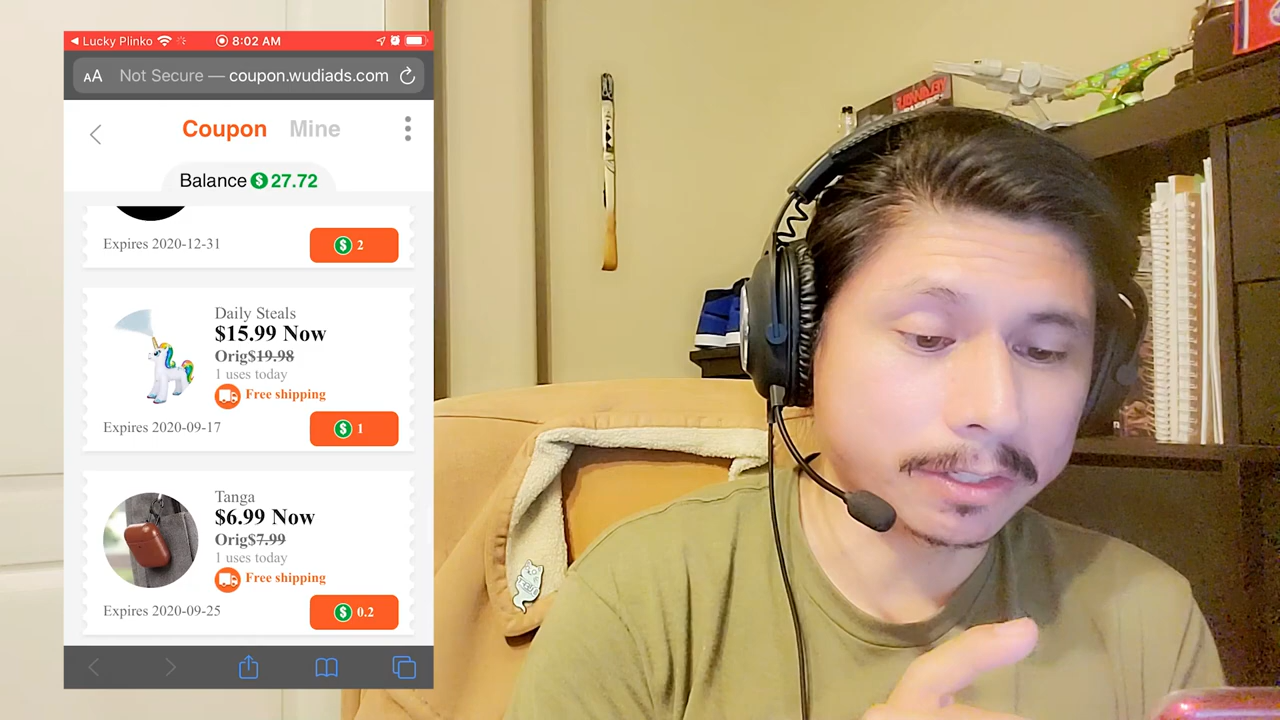 ◀ Lucky Plinko 8:02 AM
AA Not Secure — coupon.wudiads.com
Coupon Mine
Balance $ 27.72
Expires 2020-12-31 $ 2
Daily Steals
$15.99 Now
Orig$19.98
1 uses today
Free shipping
Expires 2020-09-17 $ 1
Tanga
$6.99 Now
Orig$7.99
1 uses today
Free shipping
Expires 2020-09-25 $ 0.2